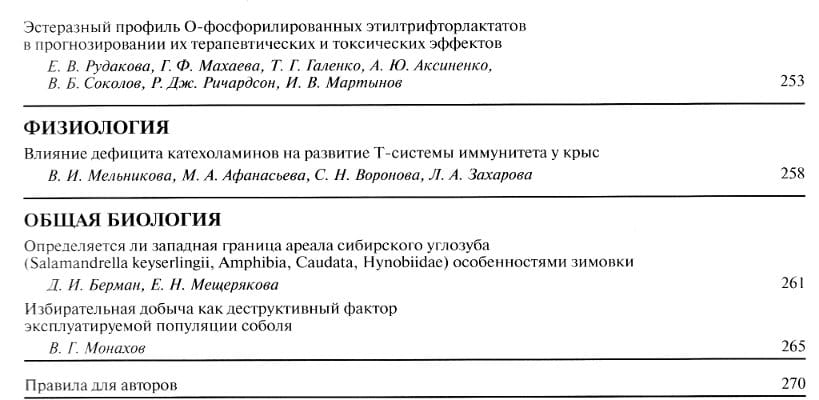 Эстеразный профиль О-фосфорилированных этилтрифторлактатов
в прогнозировании их терапевтических и токсических эффектов
Е. В. Рудакова, Г. Ф. Махаева, Т. Г. Галенко, А. Ю. Аксиненко,
В. Б. Соколов, Р. Дж. Ричардсон, И. В. Мартынов 253
ФИЗИОЛОГИЯ
Влияние дефицита катехоламинов на развитие Т-системы иммунитета у крыс
В. И. Мельникова, М. А. Афанасьева, С. Н. Воронова, Л. А. Захарова 258
ОБЩАЯ БИОЛОГИЯ
Определяется ли западная граница ареала сибирского углозуба
(Salamandrella keyserlingii, Amphibia, Caudata, Hynobiidae) особенностями зимовки
Д. И. Берман, Е. Н. Мещерякова 261
Избирательная добыча как деструктивный фактор
эксплуатируемой популяции соболя
В. Г. Монахов 265
Правила для авторов 270